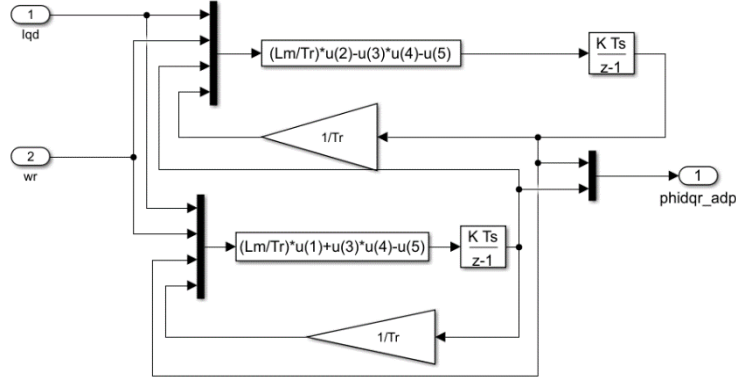 1
Iqd
(Lm/Tr)*u(2)-u(3)*u(4)-u(5)
K Ts
z-1
1/Tr
2
wr
1
phidqr_adp
(Lm/Tr)*u(1)+u(3)*u(4)-u(5)
K Ts
z-1
1/Tr